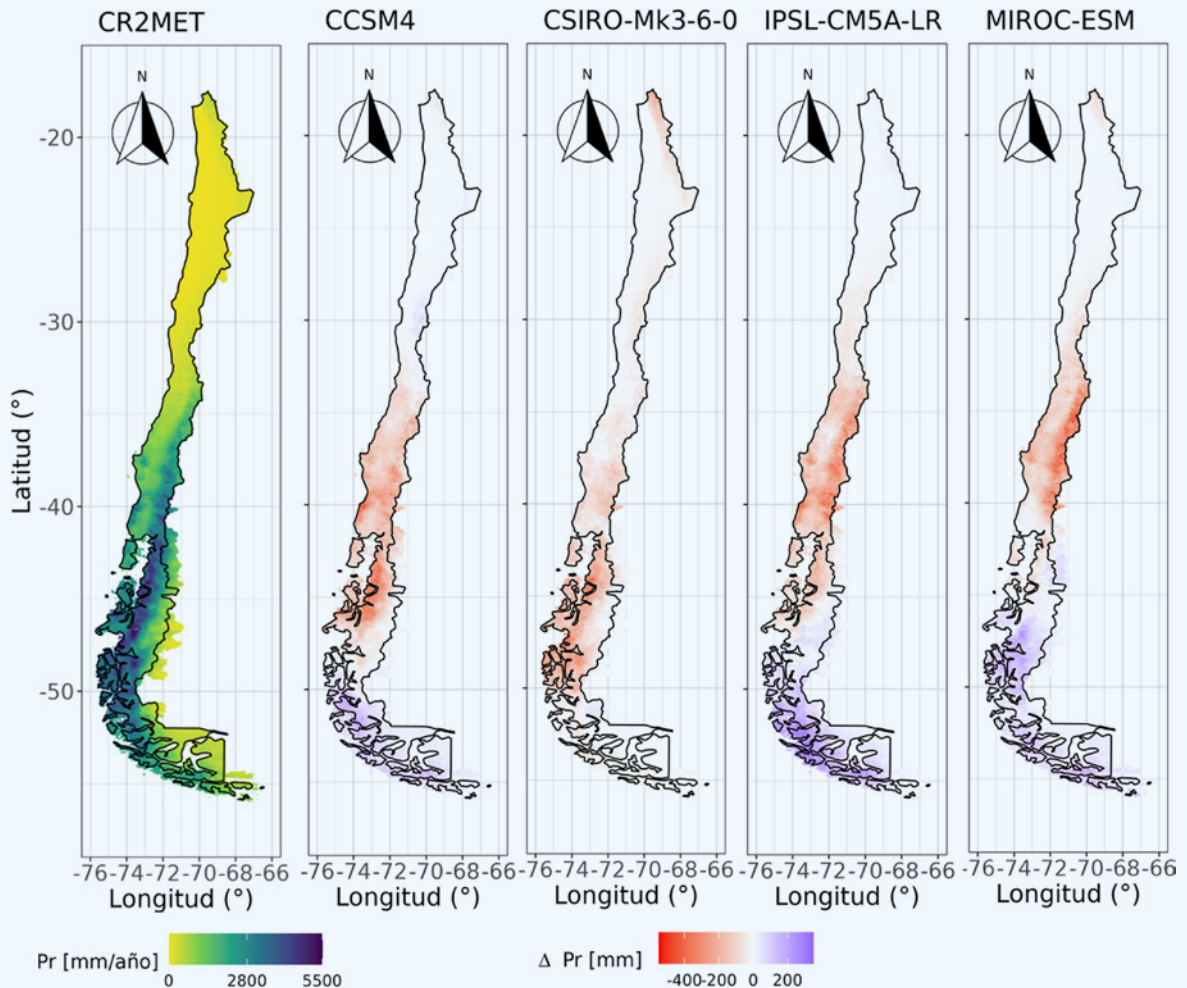 CR2MET
CCSM4
CSIRO-Mk3-6-0
IPSL-CM5A-LR
MIROC-ESM
N
N
N
N
N
-20
-30
-40
-50
Latitud (°)
-76-74-72-70-68-66
-76-74-72-70-68-66
-76-74-72-70-68-66
-76-74-72-70-68-66
-76-74-72-70-68-66
Longitud (°)
Longitud (°)
Longitud (°)
Longitud (°)
Longitud (°)
Pr [mm/año]
0 2800 5500
Δ Pr [mm]
-400-200 0 200